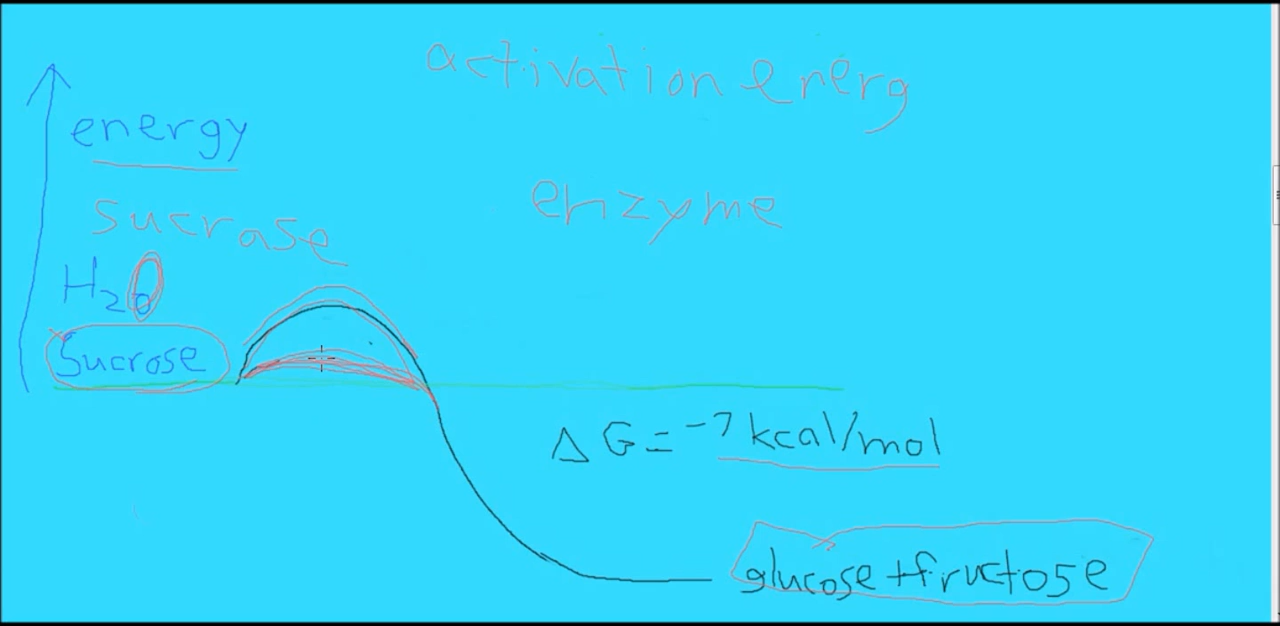 activation energ
energy
enzyme
sucrase
H₂O
Sucrose
ΔG = -7 kcal/mol
glucose + fructose